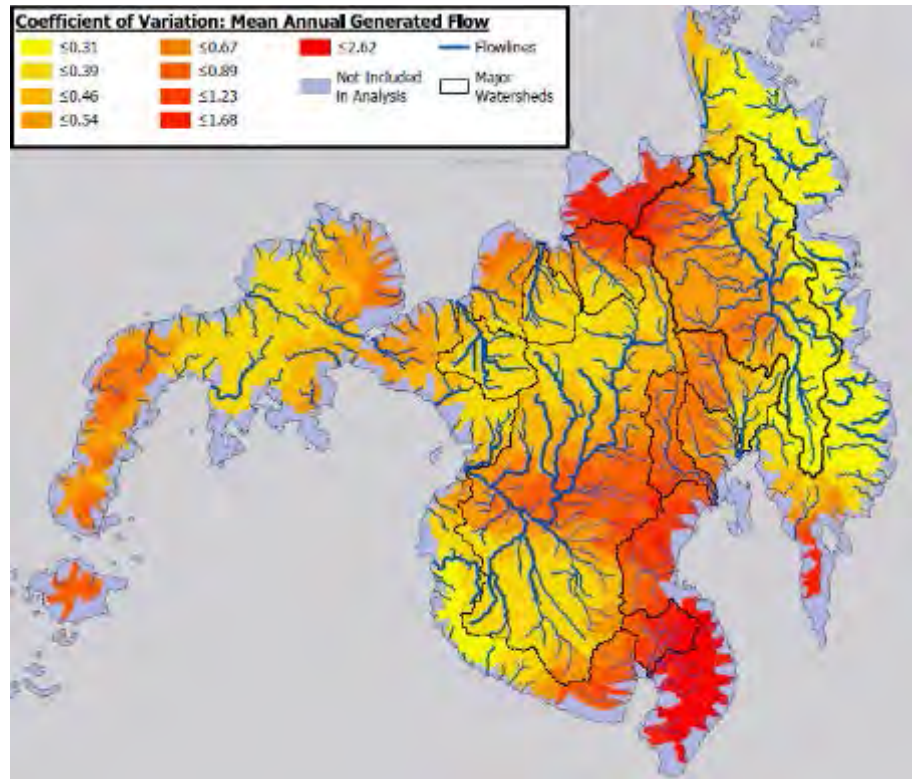 Coefficient of Variation: Mean Annual Generated Flow
≤0.31
≤0.39
≤0.46
≤0.54
≤0.67
≤0.89
≤1.23
≤1.68
≤2.62
Not Included
In Analysis
Flowlines
Major
Watersheds